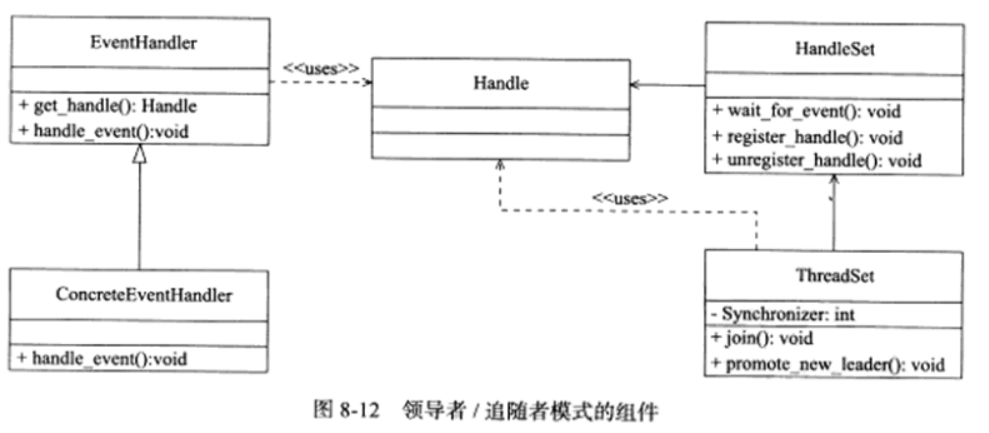 EventHandler
+ get_handle(): Handle
+ handle_event():void
<<uses>>
Handle
HandleSet
+ wait_for_event(): void
+ register_handle(): void
+ unregister_handle(): void
<<uses>>
ConcreteEventHandler
+ handle_event():void
ThreadSet
- Synchronizer: int
+ join(): void
+ promote_new_leader(): void
图 8-12 领导者 / 追随者模式的组件